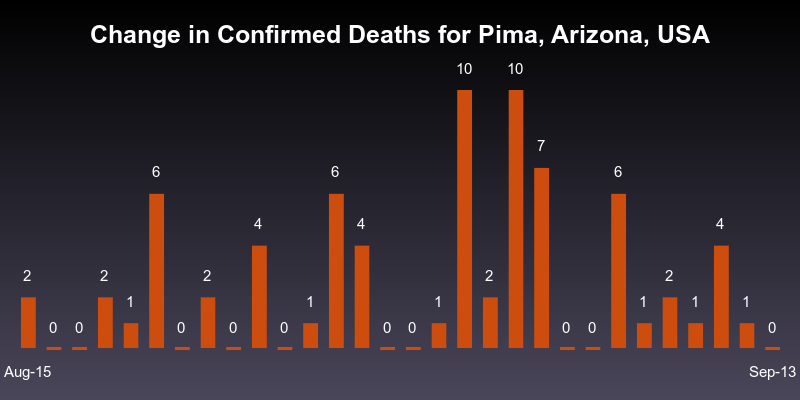 Change in Confirmed Deaths for Pima, Arizona, USA
10 10
7
6 6 6
4 4 4
2 2 2 2 2
1 1 1 1 1 1
0 0 0 0 0 0 0 0 0 0
Aug-15 Sep-13